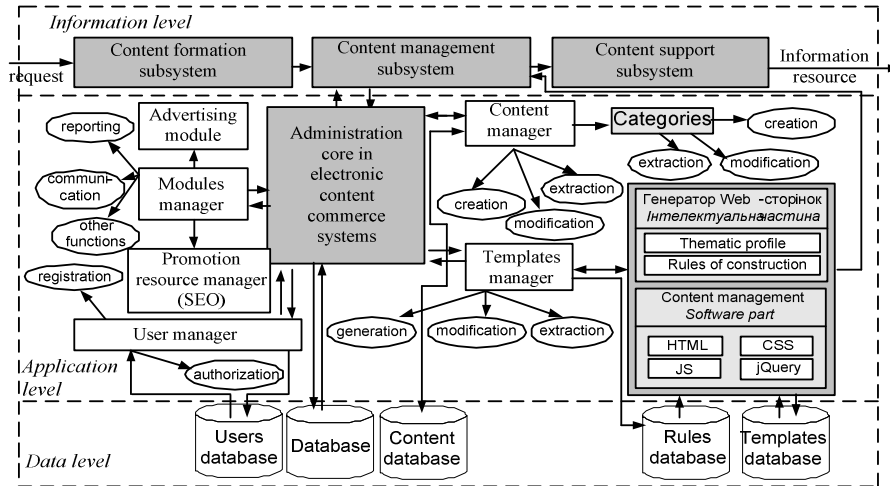 Information level
request
Content formation
subsystem
Content management
subsystem
Content support
subsystem
Information
resource
reporting
communi-
cation
other
functions
registration
Advertising
module
Modules
manager
Promotion
resource manager
(SEO)
User manager
authorization
Administration
core in
electronic
content
commerce
systems
Content
manager
creation
extraction
modification
Categories
creation
extraction
modification
Templates
manager
generation
modification
extraction
Генератор Web -сторінок
Інтелектуальначастина
Thematic profile
Rules of construction
Content management
Software part
HTML
CSS
JS
jQuery
Application
level
Users
database
Database
Content
database
Rules
database
Templates
database
Data level